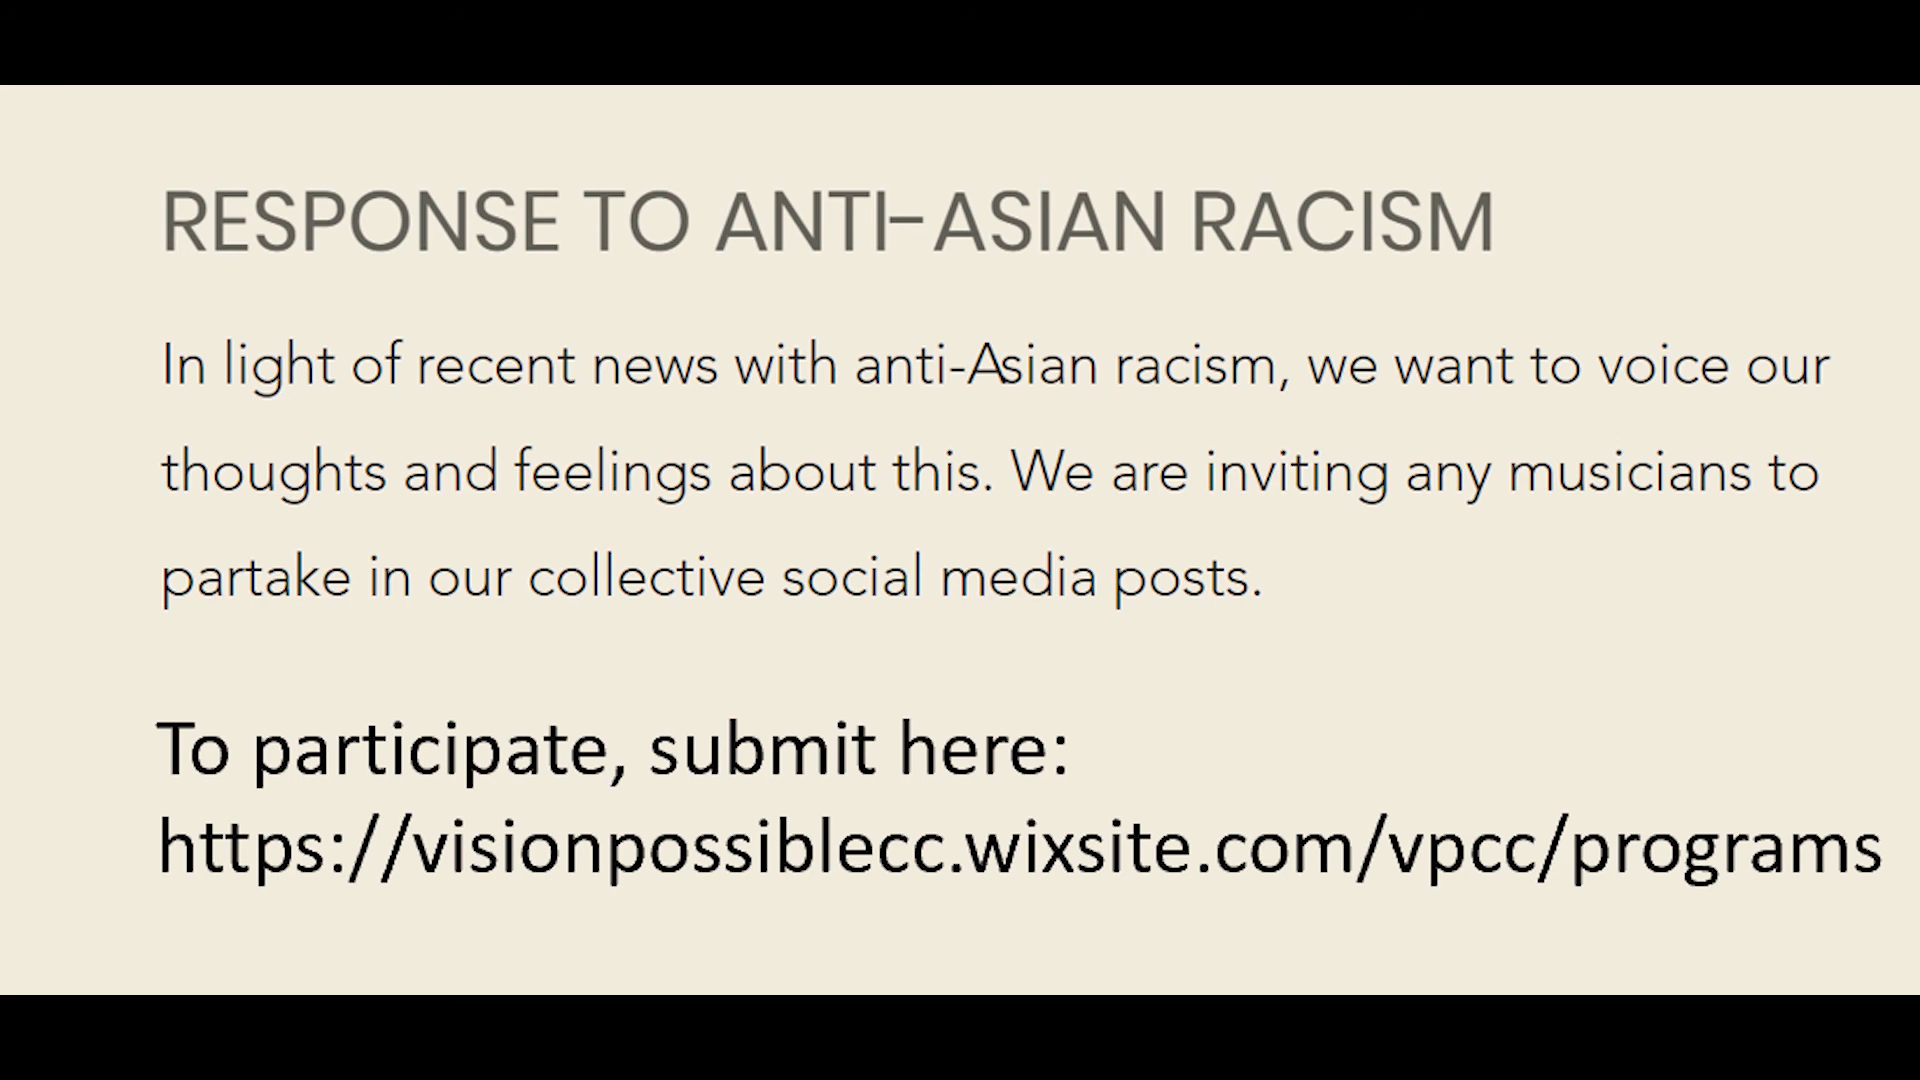 RESPONSE TO ANTI-ASIAN RACISM
In light of recent news with anti-Asian racism, we want to voice our
thoughts and feelings about this. We are inviting any musicians to
partake in our collective social media posts.
To participate, submit here:
https://visionpossiblecc.wixsite.com/vpcc/programs